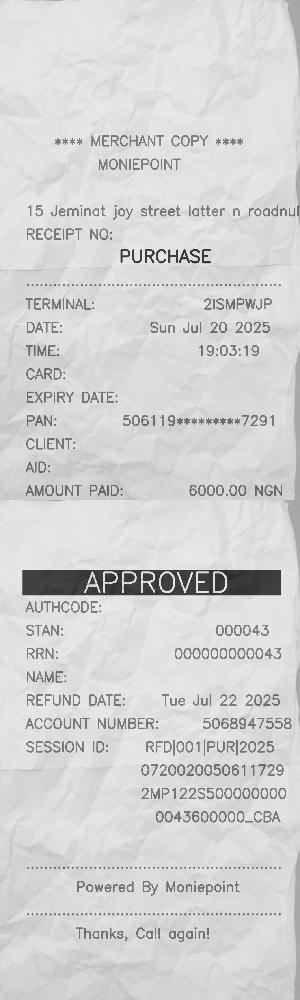 **** MERCHANT COPY ****
MONIEPOINT
15 Jeminat joy street latter n roadnul
RECEIPT NO:
PURCHASE
TERMINAL: 2ISMPWJP
DATE: Sun Jul 20 2025
TIME: 19:03:19
CARD:
EXPIRY DATE:
PAN: 506119*********7291
CLIENT:
AID:
AMOUNT PAID: 6000.00 NGN
APPROVED
AUTHCODE:
STAN: 000043
RRN: 000000000043
NAME:
REFUND DATE: Tue Jul 22 2025
ACCOUNT NUMBER: 5068947558
SESSION ID: RFD|001|PUR|2025
0720020050611729
2MP122S500000000
0043600000_CBA
Powered By Moniepoint
Thanks, Call again!